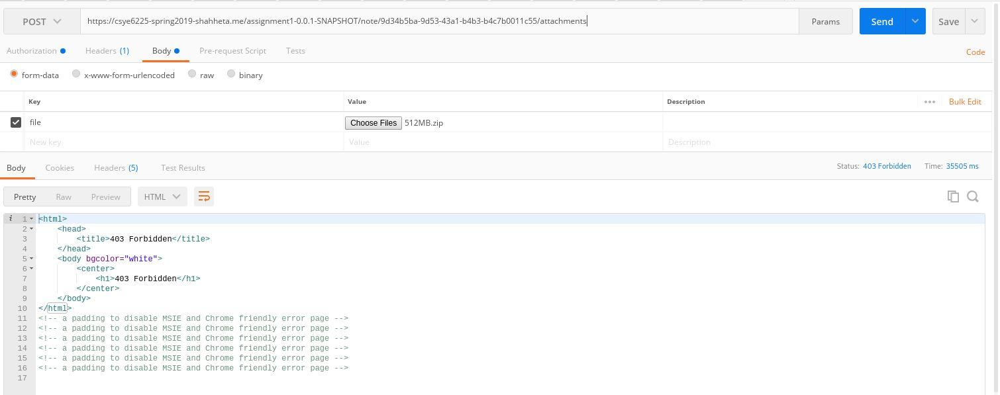 POST https://csye6225-spring2019-shahheta.me/assignment1-0.0.1-SNAPSHOT/note/9d34b5ba-9d53-43a1-b4b3-b4c7b0011c55/attachments Params Send Save
Authorization Headers (1) Body Pre-request Script Tests Code
form-data x-www-form-urlencoded raw binary
Key Value Description ••• Bulk Edit
file Choose Files 512MB.zip
New key Value Description
Body Cookies Headers (5) Test Results Status: 403 Forbidden Time: 35505 ms
Pretty Raw Preview HTML
i 1 <html>
2 <head>
3 <title>403 Forbidden</title>
4 </head>
5 <body bgcolor="white">
6 <center>
7 <h1>403 Forbidden</h1>
8 </center>
9 </body>
10 </html>
11 <!-- a padding to disable MSIE and Chrome friendly error page -->
12 <!-- a padding to disable MSIE and Chrome friendly error page -->
13 <!-- a padding to disable MSIE and Chrome friendly error page -->
14 <!-- a padding to disable MSIE and Chrome friendly error page -->
15 <!-- a padding to disable MSIE and Chrome friendly error page -->
16 <!-- a padding to disable MSIE and Chrome friendly error page -->
17